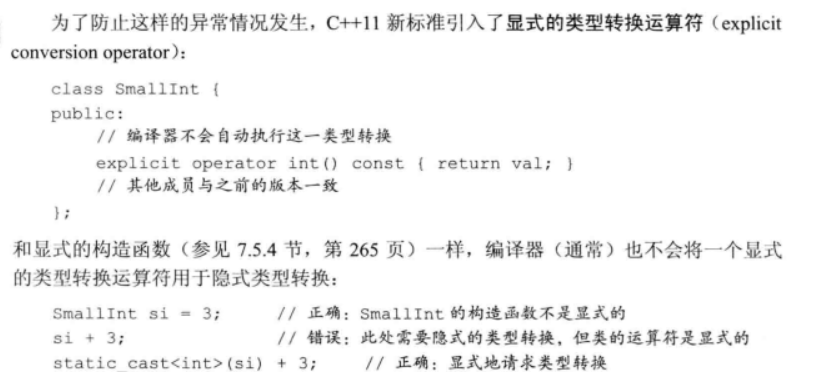 为了防止这样的异常情况发生，C++11 新标准引入了显式的类型转换运算符（explicit
conversion operator）：
class SmallInt {
public:
// 编译器不会自动执行这一类型转换
explicit operator int() const { return val; }
// 其他成员与之前的版本一致
};
和显式的构造函数（参见 7.5.4 节，第 265 页）一样，编译器（通常）也不会将一个显式
的类型转换运算符用于隐式类型转换：
SmallInt si = 3; // 正确：SmallInt 的构造函数不是显式的
si + 3; // 错误：此处需要隐式的类型转换，但类的运算符是显式的
static_cast<int>(si) + 3; // 正确：显式地请求类型转换